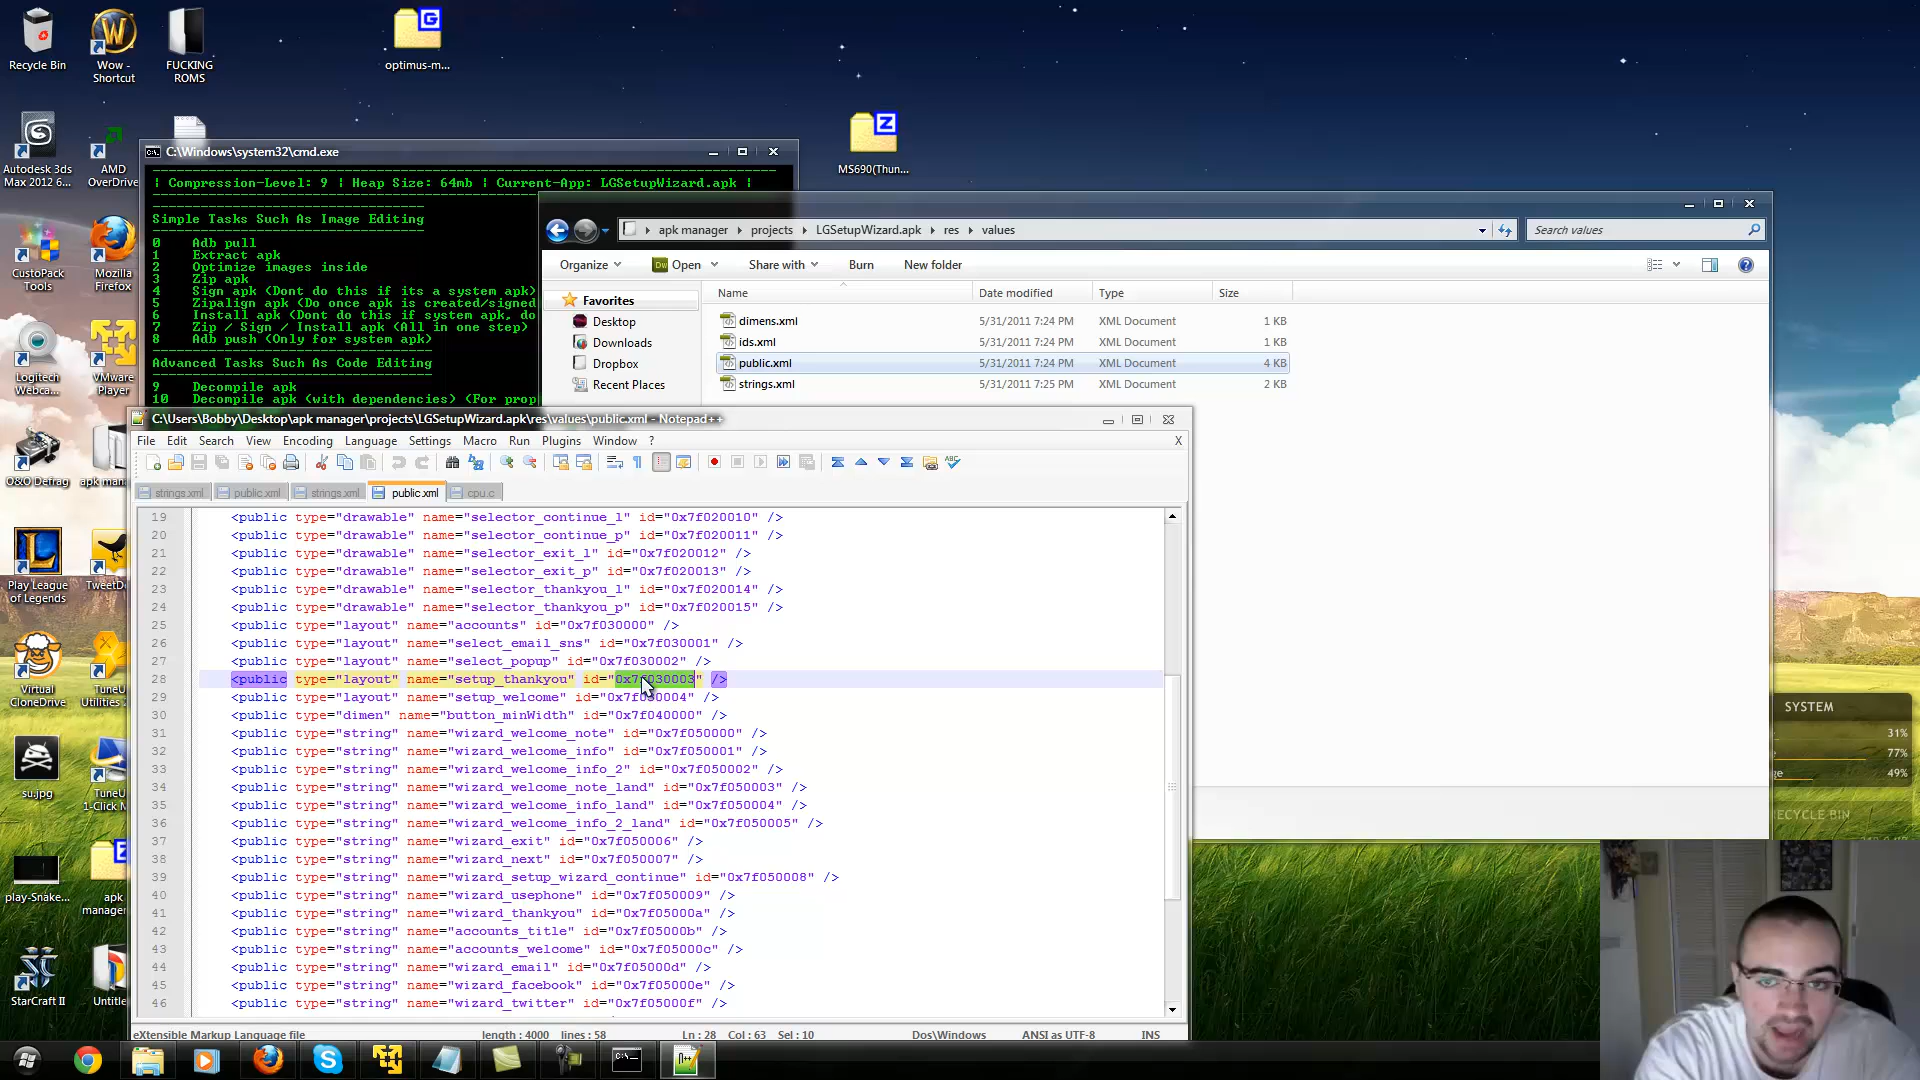 Recycle Bin
Wow -
Shortcut
FUCKING
ROMS
optimus-m...
MS690(Thun...
Autodesk 3ds
Max 2012 6...
AMD
OverDrive
CustoPack
Tools
Mozilla
Firefox
Logitech
Webca...
VMware
Player
O&O Defrag
apk man
Play League
of Legends
TweetD
Virtual
CloneDrive
TuneU
Utilities
su.jpg
TuneU
1-Click M
play-Snake...
apk
manager
StarCraft II
Untitle
C:\Windows\system32\cmd.exe
| Compression-Level: 9 | Heap Size: 64mb | Current-App: LGSetupWizard.apk |
Simple Tasks Such As Image Editing
0 Adb pull
1 Extract apk
2 Optimize images inside
3 Zip apk
4 Sign apk (Dont do this if its a system apk)
5 Zipalign apk (Do once apk is created/signed
6 Install apk (Dont do this if system apk, do
7 Zip / Sign / Install apk (All in one step)
8 Adb push (Only for system apk)
Advanced Tasks Such As Code Editing
9 Decompile apk
10 Decompile apk (with dependencies) (For prop
apk manager
projects
LGSetupWizard.apk
res
values
Search values
Organize
Open
Share with
Burn
New folder
Favorites
Desktop
Downloads
Dropbox
Recent Places
Name Date modified Type Size
dimens.xml 5/31/2011 7:24 PM XML Document 1 KB
ids.xml 5/31/2011 7:24 PM XML Document 1 KB
public.xml 5/31/2011 7:24 PM XML Document 4 KB
strings.xml 5/31/2011 7:25 PM XML Document 2 KB
C:\Users\Bobby\Desktop\apk manager\projects\LGSetupWizard.apk\res\values\public.xml - Notepad++
File Edit Search View Encoding Language Settings Macro Run Plugins Window ? X
strings.xml public.xml strings.xml public.xml cpu.c
19 <public type="drawable" name="selector_continue_l" id="0x7f020010" />
20 <public type="drawable" name="selector_continue_p" id="0x7f020011" />
21 <public type="drawable" name="selector_exit_l" id="0x7f020012" />
22 <public type="drawable" name="selector_exit_p" id="0x7f020013" />
23 <public type="drawable" name="selector_thankyou_l" id="0x7f020014" />
24 <public type="drawable" name="selector_thankyou_p" id="0x7f020015" />
25 <public type="layout" name="accounts" id="0x7f030000" />
26 <public type="layout" name="select_email_sns" id="0x7f030001" />
27 <public type="layout" name="select_popup" id="0x7f030002" />
28 <public type="layout" name="setup_thankyou" id="0x7f030003" />
29 <public type="layout" name="setup_welcome" id="0x7f030004" />
30 <public type="dimen" name="button_minWidth" id="0x7f040000" />
31 <public type="string" name="wizard_welcome_note" id="0x7f050000" />
32 <public type="string" name="wizard_welcome_info" id="0x7f050001" />
33 <public type="string" name="wizard_welcome_info_2" id="0x7f050002" />
34 <public type="string" name="wizard_welcome_note_land" id="0x7f050003" />
35 <public type="string" name="wizard_welcome_info_land" id="0x7f050004" />
36 <public type="string" name="wizard_welcome_info_2_land" id="0x7f050005" />
37 <public type="string" name="wizard_exit" id="0x7f050006" />
38 <public type="string" name="wizard_next" id="0x7f050007" />
39 <public type="string" name="wizard_setup_wizard_continue" id="0x7f050008" />
40 <public type="string" name="wizard_usephone" id="0x7f050009" />
41 <public type="string" name="wizard_thankyou" id="0x7f05000a" />
42 <public type="string" name="accounts_title" id="0x7f05000b" />
43 <public type="string" name="accounts_welcome" id="0x7f05000c" />
44 <public type="string" name="wizard_email" id="0x7f05000d" />
45 <public type="string" name="wizard_facebook" id="0x7f05000e" />
46 <public type="string" name="wizard_twitter" id="0x7f05000f" />
eXtensible Markup Language file length : 4000 lines : 58 Ln : 28 Col : 63 Sel : 10 Dos\Windows ANSI as UTF-8 INS
SYSTEM
31%
77%
ge 49%
ECYCLE BIN